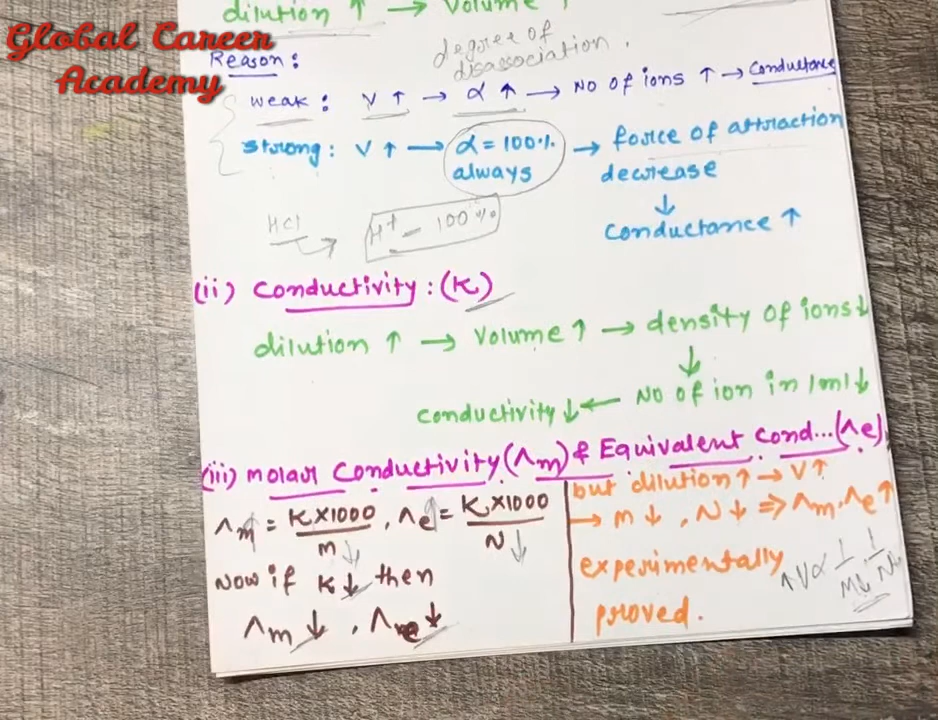 dilution ↑ → Volume ↑
Global Career
Academy
Reason:
degree of
disassociation.
weak: V ↑ → α ↑ → No of ions ↑ → Conductance
strong: V ↑ → α = 100% always → force of attraction
decrease
↓
Conductance ↑
HCl → H+ – 100%
(ii) Conductivity: (K)
dilution ↑ → Volume ↑ → density of ions ↓
↓
conductivity ↓ ← No of ion in 1ml ↓
(iii) Molar Conductivity (Λm) & Equivalent Cond...(Λe).
Λm = K×1000/M ↓, Λe = K×1000/N ↓
Now if K↓ then
Λm ↓, Λe ↓
but dilution ↑ → V ↑
→ M ↓, N ↓ ⇒ Λm, Λe ↑
experimentally
proved.
↑V ∝ 1/M↓, 1/N↓